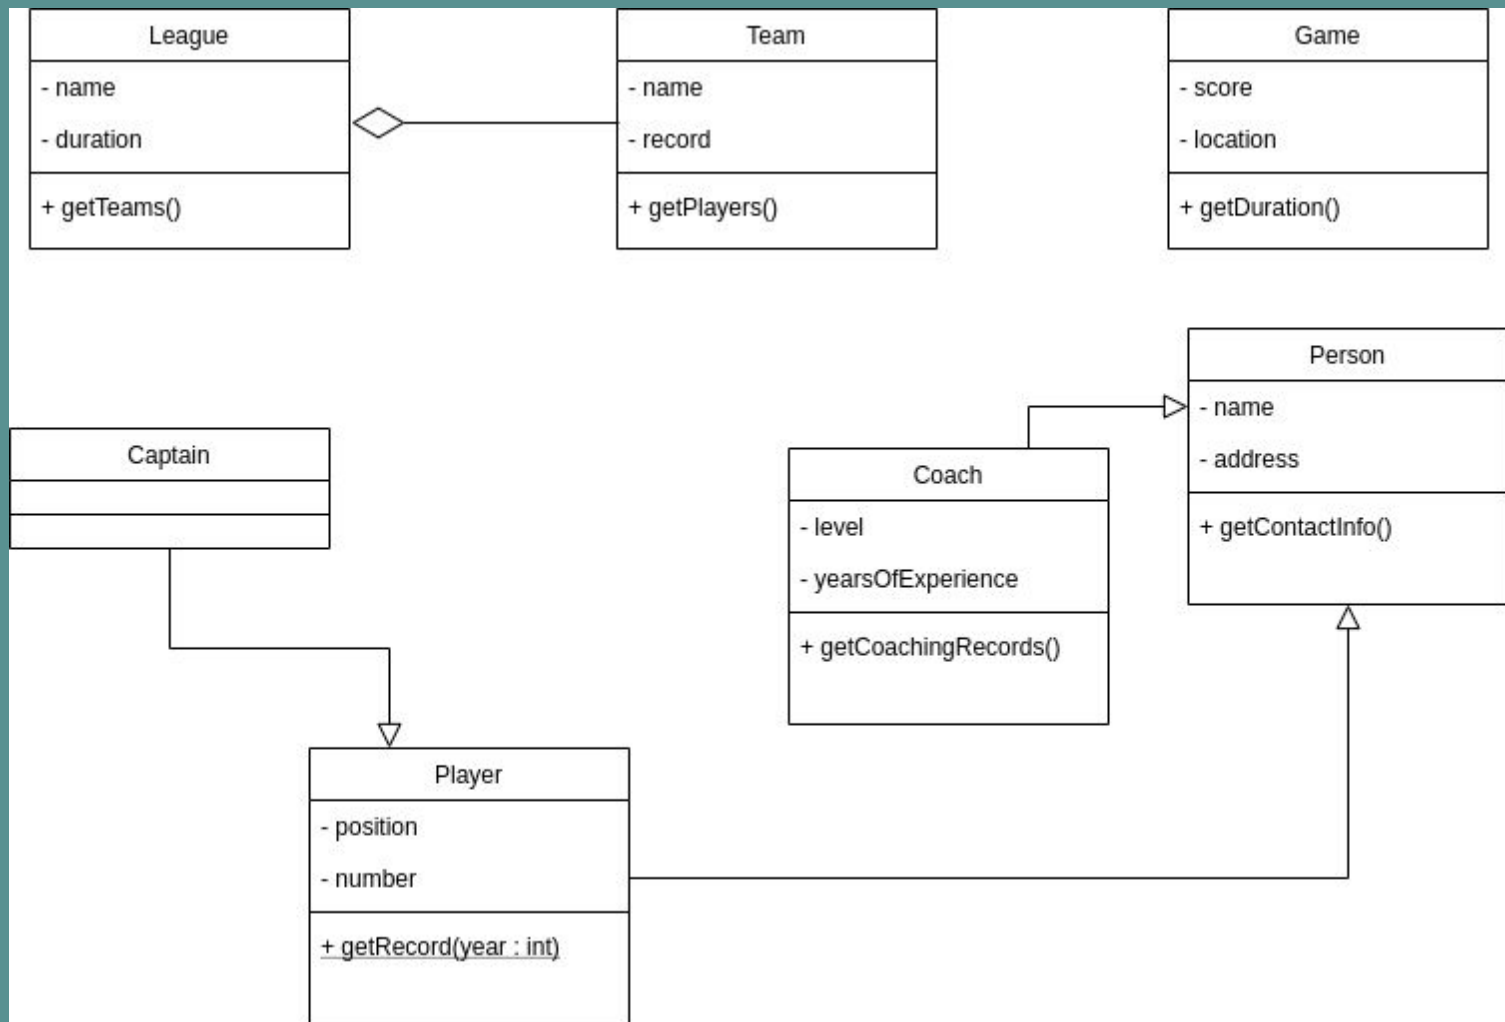 League
- name
- duration
+ getTeams()
Team
- name
- record
+ getPlayers()
Game
- score
- location
+ getDuration()
Person
- name
- address
+ getContactInfo()
Captain
Coach
- level
- yearsOfExperience
+ getCoachingRecords()
Player
- position
- number
+ getRecord(year : int)